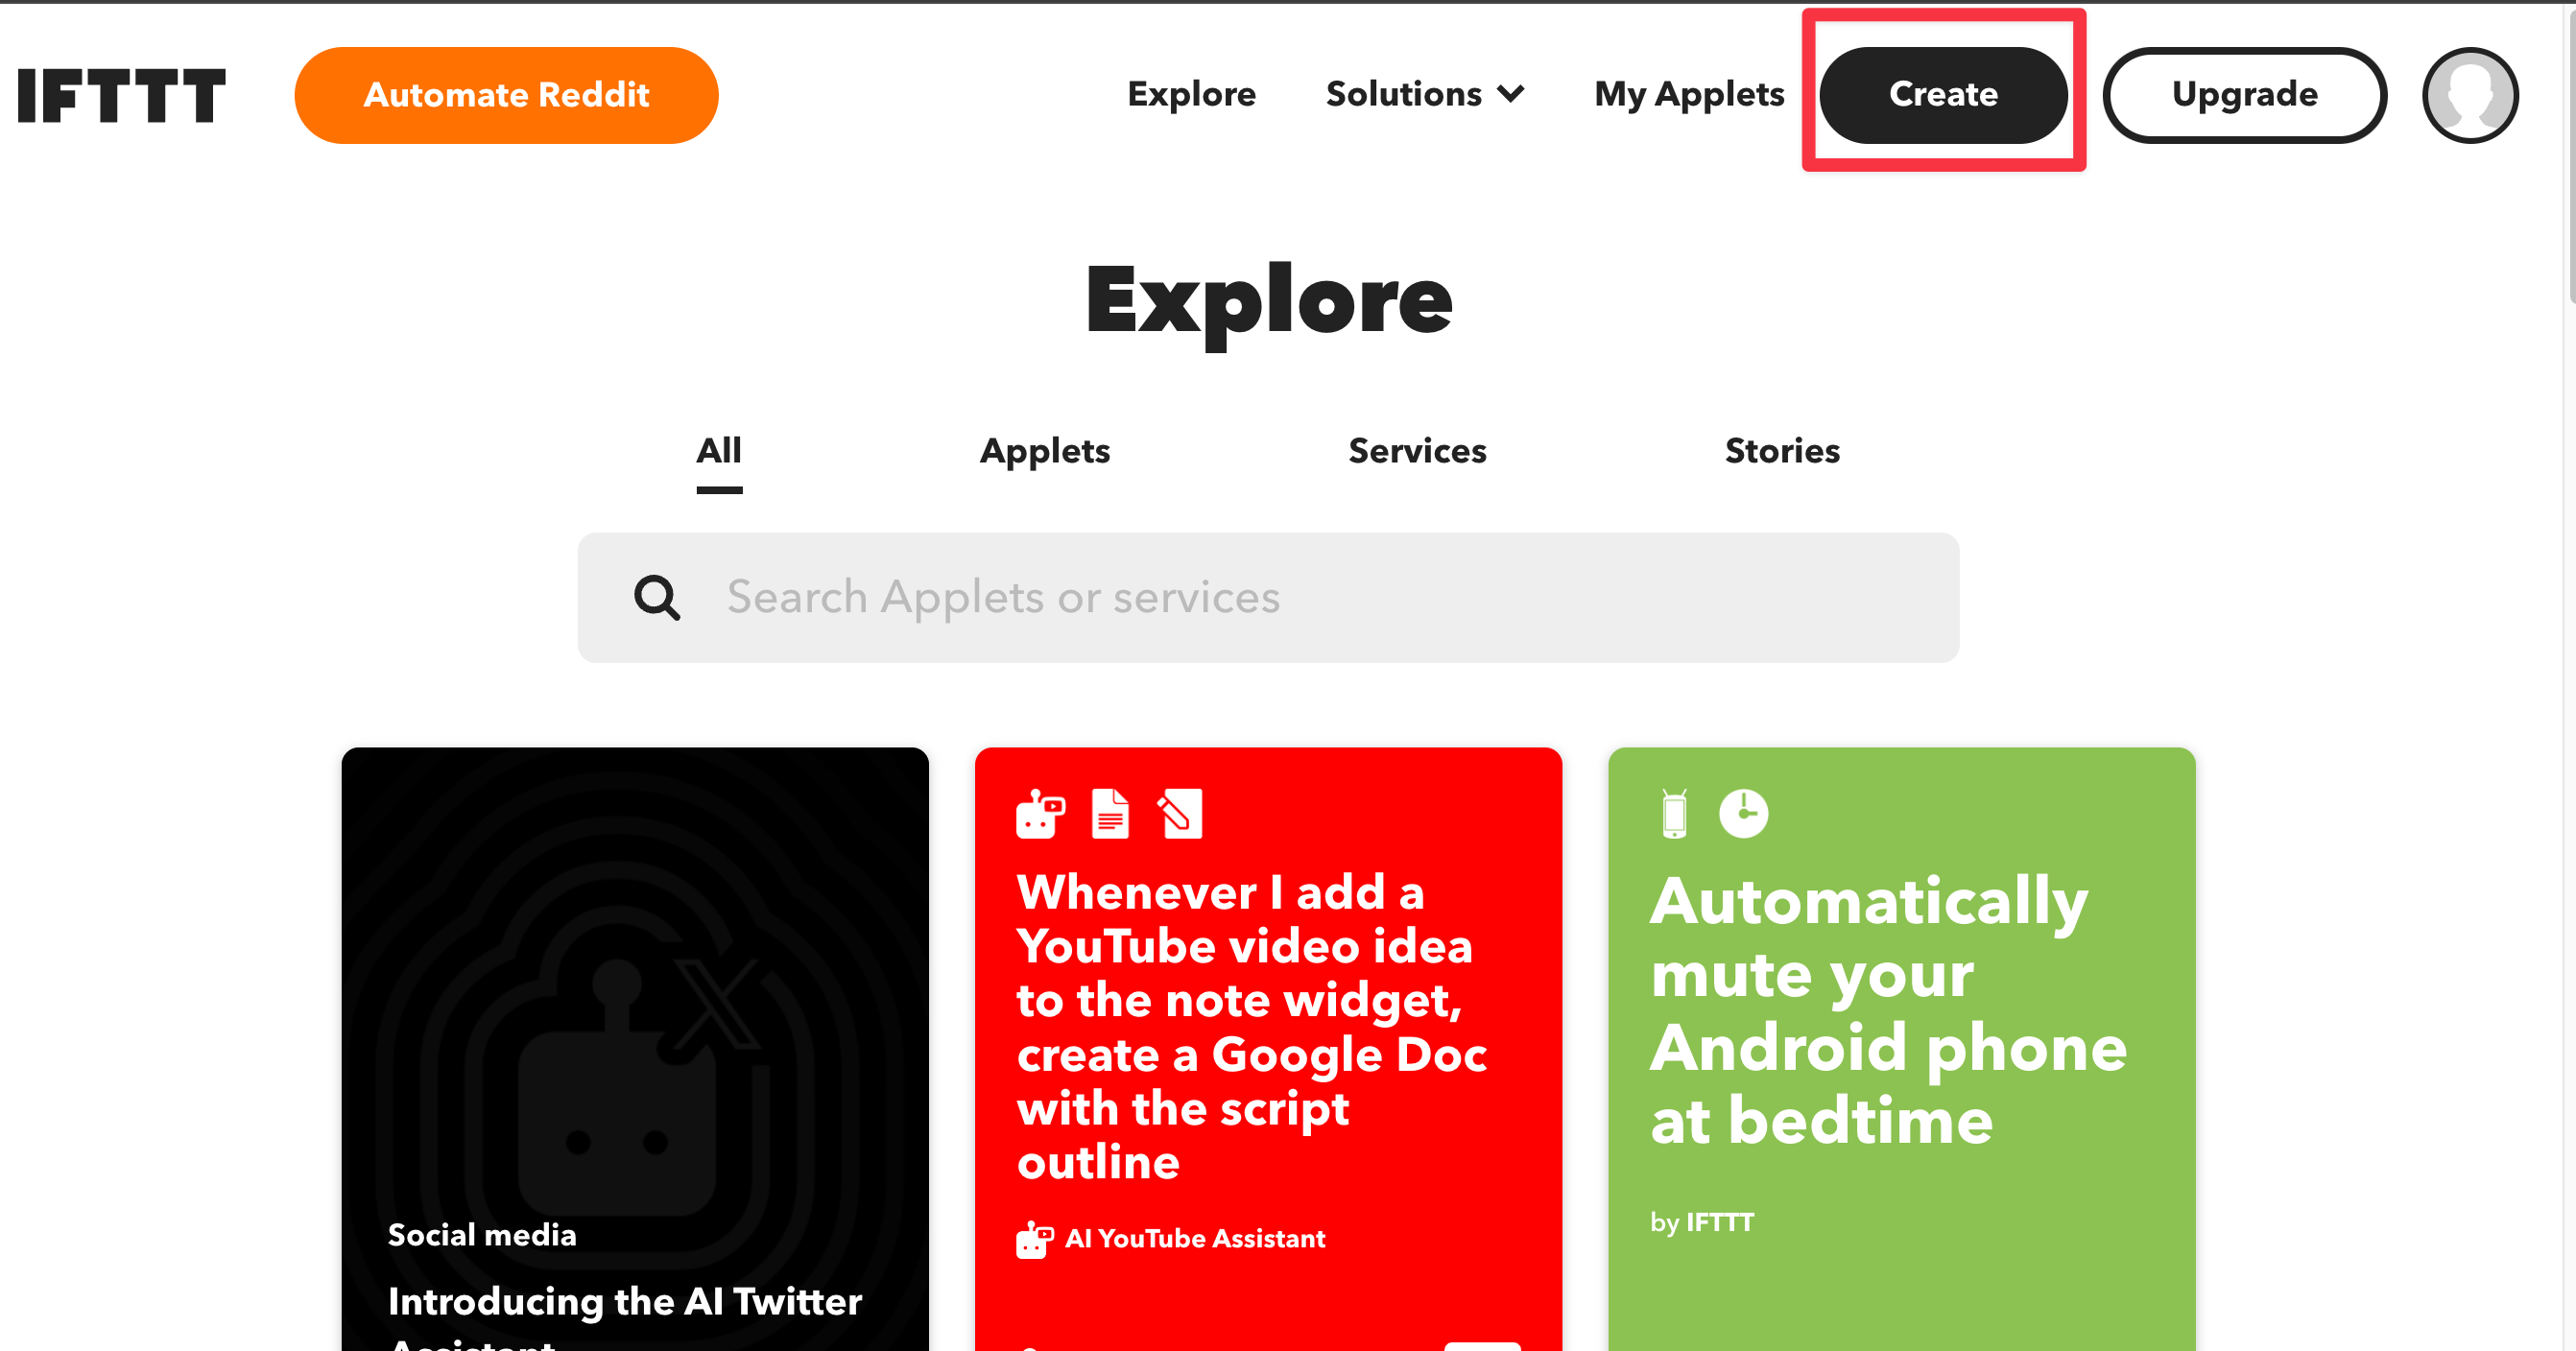 IFTTT
Automate Reddit
Explore
Solutions
My Applets
Create
Upgrade
Explore
All
Applets
Services
Stories
Search Applets or services
Social media
Introducing the AI Twitter
Assistant
Whenever I add a
YouTube video idea
to the note widget,
create a Google Doc
with the script
outline
AI YouTube Assistant
Automatically
mute your
Android phone
at bedtime
by IFTTT